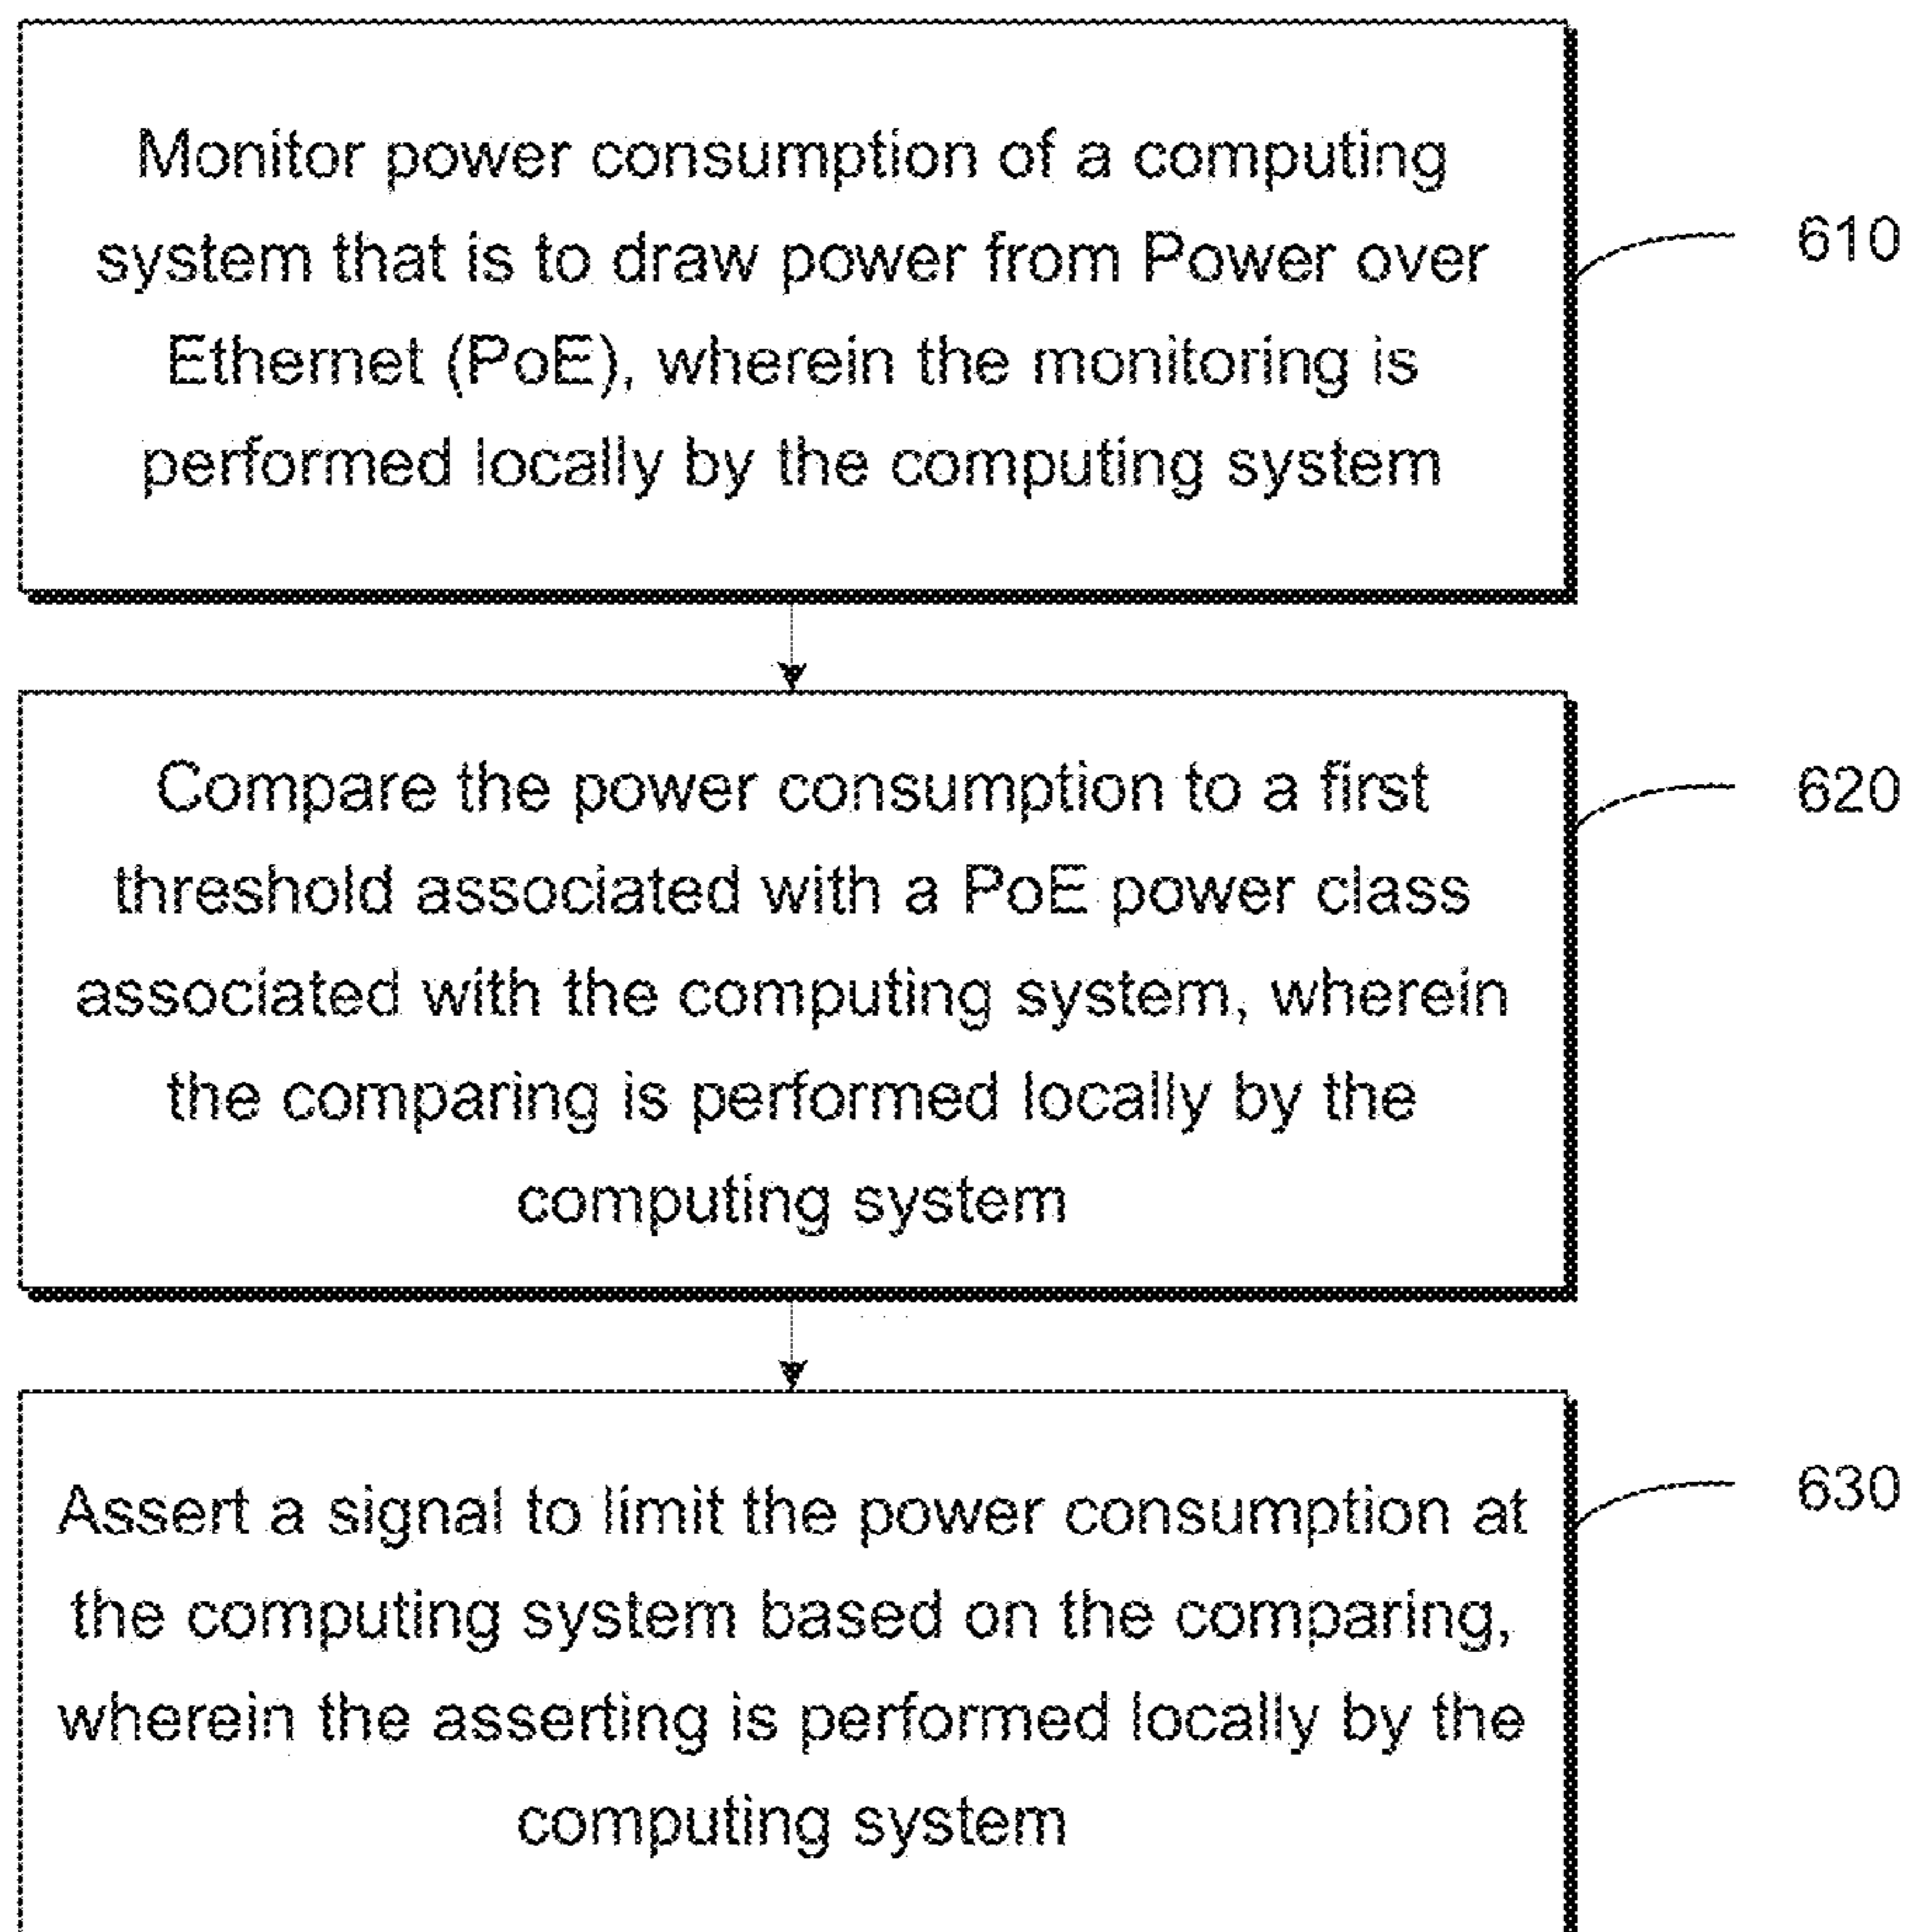 Monitor power consumption of a computing
system that is to draw power from Power over
Ethernet (PoE), wherein the monitoring is
performed locally by the computing system
610
Compare the power consumption to a first
threshold associated with a PoE power class
associated with the computing system, wherein
the comparing is performed locally by the
computing system
620
Assert a signal to limit the power consumption at
the computing system based on the comparing,
wherein the asserting is performed locally by the
computing system
630